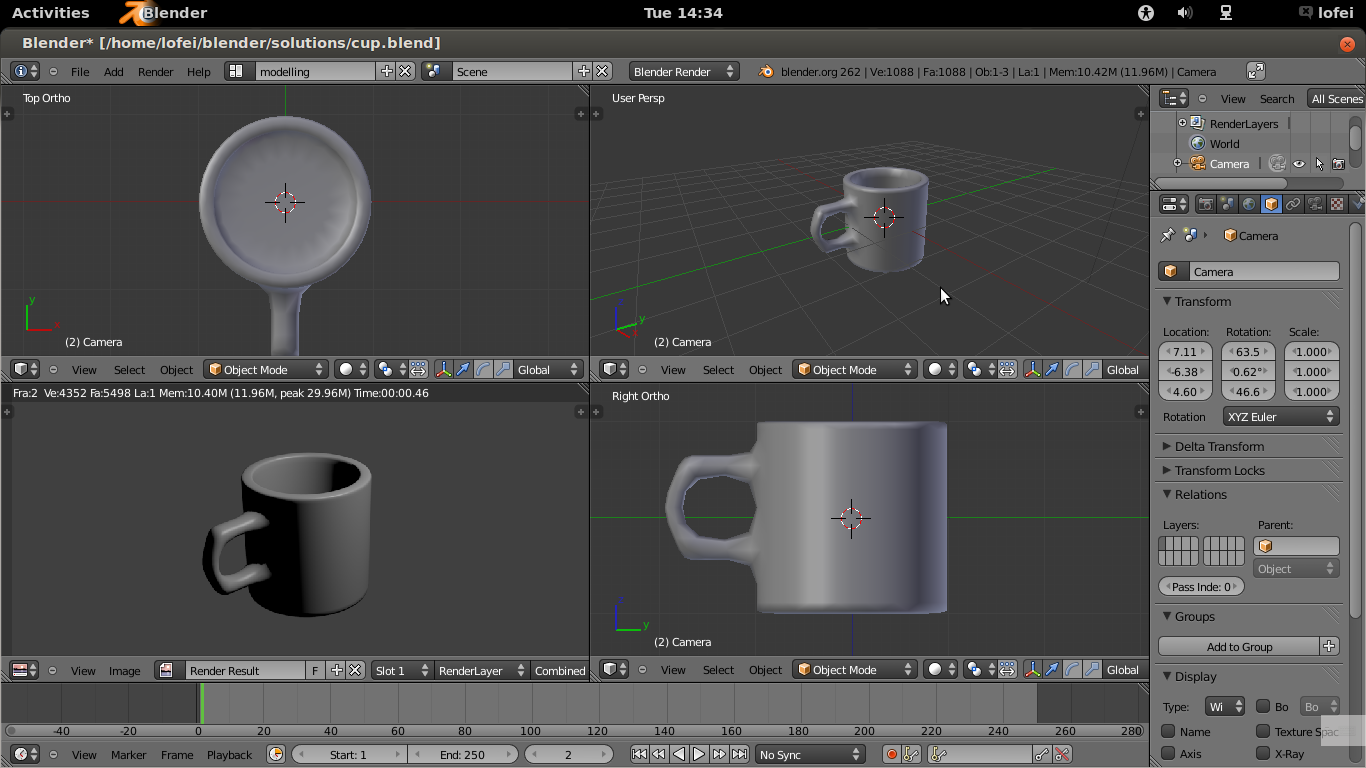 Activities Blender Tue 14:34 lofei
Blender* [/home/lofei/blender/solutions/cup.blend]
File Add Render Help modelling Scene Blender Render blender.org 262 | Ve:1088 | Fa:1088 | Ob:1-3 | La:1 | Mem:10.42M (11.96M) | Camera
Top Ortho
User Persp
View Search All Scenes
RenderLayers
World
Camera
Camera
Camera
Transform
Location: Rotation: Scale:
7.11 63.5 1.000
-6.38 0.62° 1.000
4.60 46.6 1.000
Rotation XYZ Euler
Delta Transform
Transform Locks
Relations
Layers: Parent:
Object
Pass Inde: 0
Groups
Add to Group
Display
Type: Wi Bo Bo
Name Texture Spac
Axis X-Ray
y
x
(2) Camera
z
y
(2) Camera
View Select Object Object Mode Global
View Select Object Object Mode Global
Fra:2 Ve:4352 Fa:5498 La:1 Mem:10.40M (11.96M, peak 29.96M) Time:00:00.46
Right Ortho
z
y
(2) Camera
View Image Render Result F Slot 1 RenderLayer Combined
View Select Object Object Mode Global
-40 -20 0 20 40 60 80 100 120 140 160 180 200 220 240 260 280
View Marker Frame Playback Start: 1 End: 250 2 No Sync